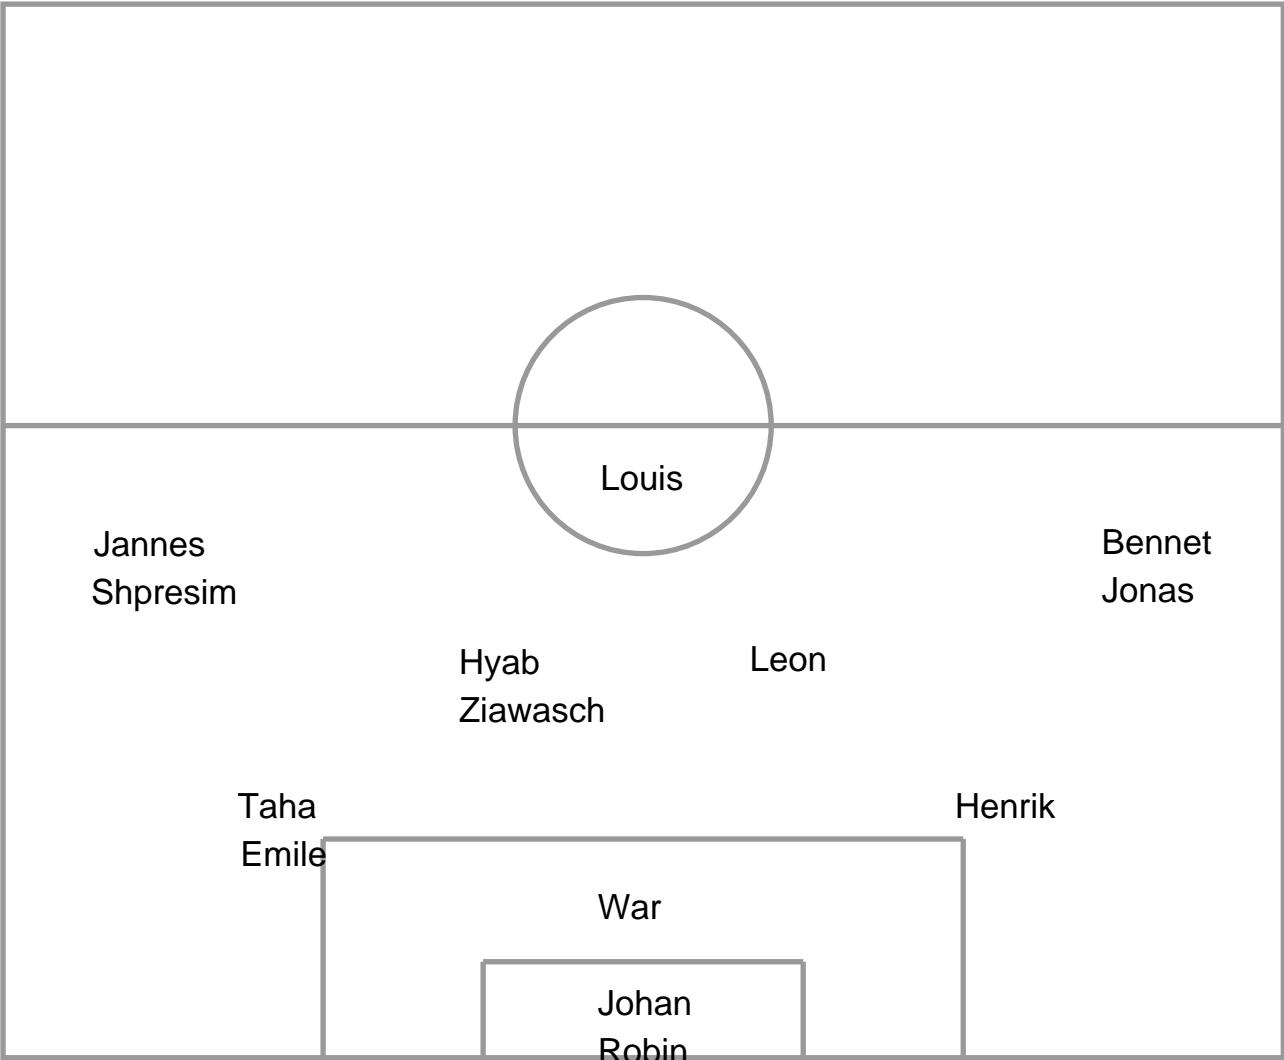 Louis
Jannes
Shpresim
Bennet
Jonas
Hyab
Ziawasch
Leon
Taha
Emile
Henrik
War
Johan
Robin